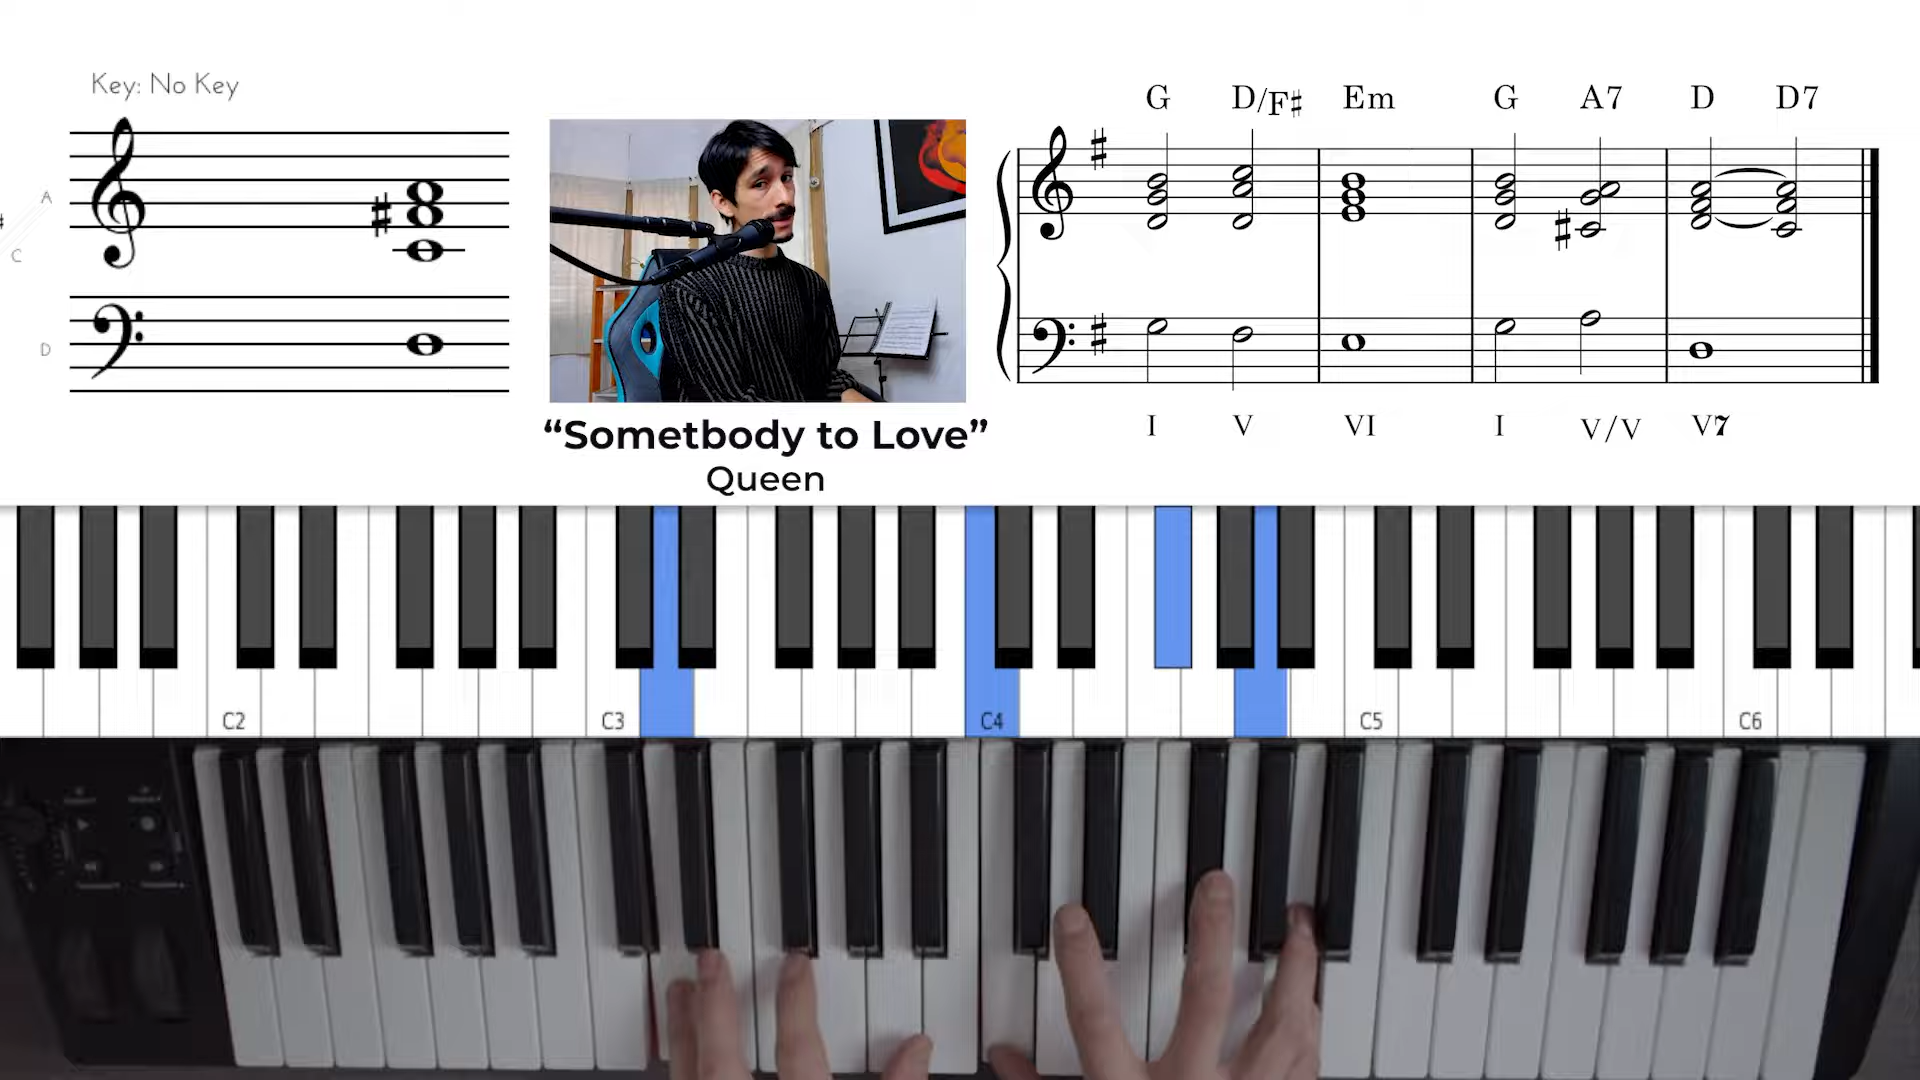 Key: No Key
A
C
D
G D/F♯ Em G A7 D D7
I V VI I V/V V7
“Sometbody to Love”
Queen
C2 C3 C4 C5 C6